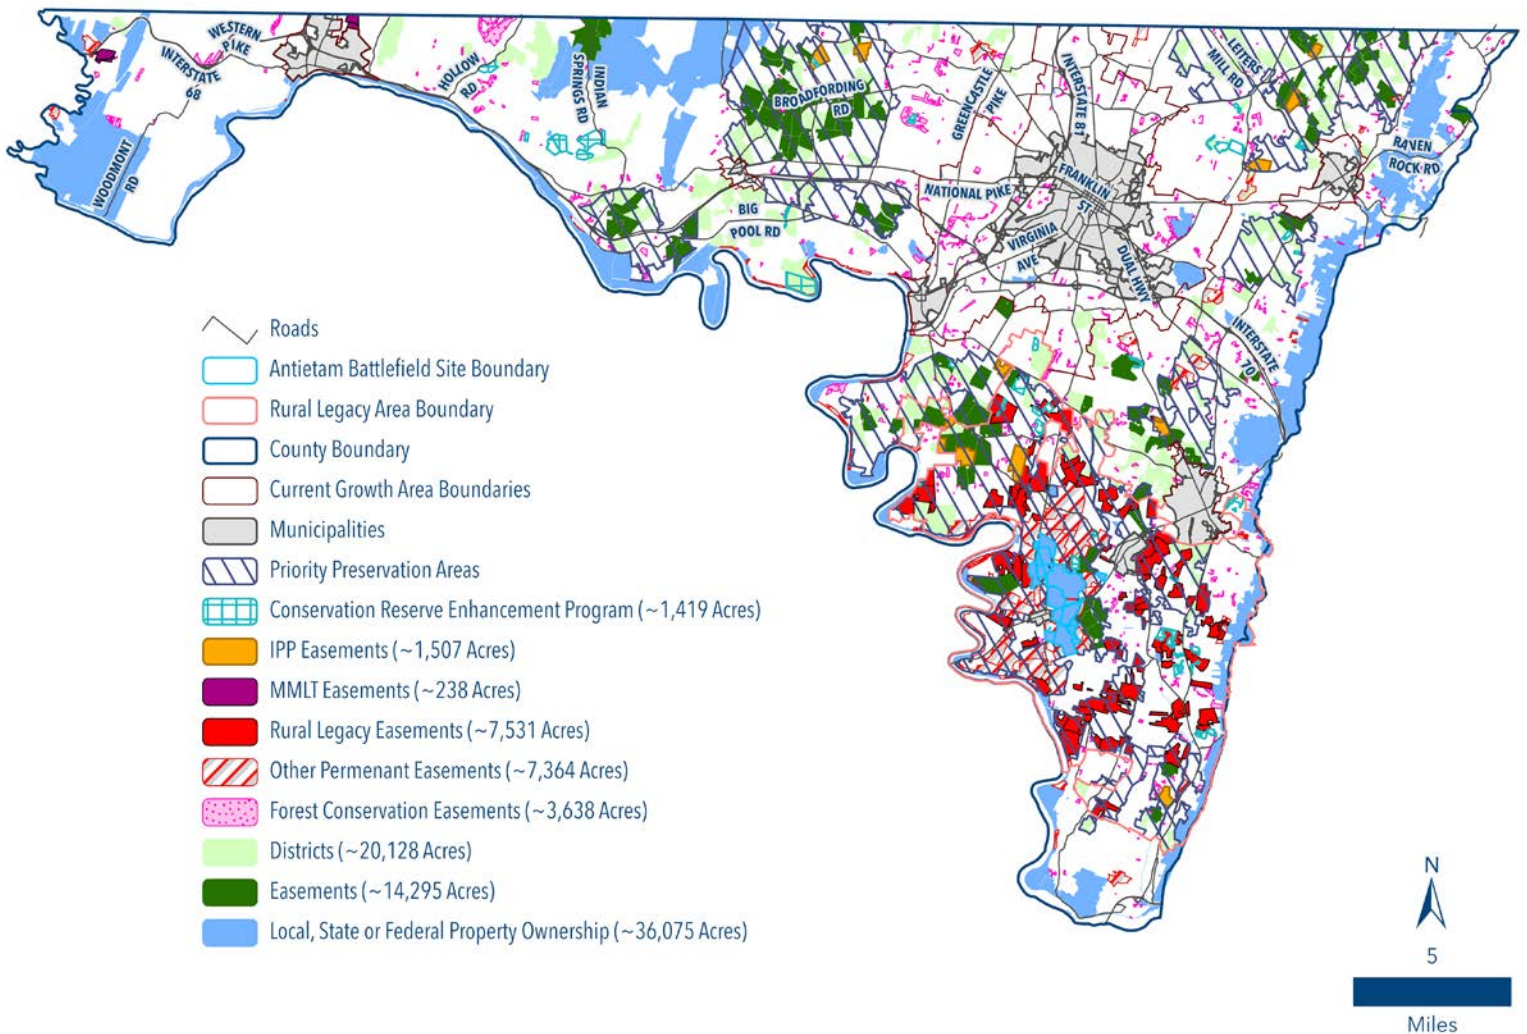 WESTERN
PIKE
INTERSTATE
68
WOODMONT
RD
HOLLOW
RD
INDIAN
SPRINGS RD
BROADFORDING
RD
GREENCASTLE
PIKE
INTERSTATE 81
LEITERS
MILL RD
RAVEN
ROCK RD
FRANKLIN
ST
NATIONAL PIKE
BIG
POOL RD
VIRGINIA
AVE
DUAL HWY
INTERSTATE
70
Roads
Antietam Battlefield Site Boundary
Rural Legacy Area Boundary
County Boundary
Current Growth Area Boundaries
Municipalities
Priority Preservation Areas
Conservation Reserve Enhancement Program (~1,419 Acres)
IPP Easements (~1,507 Acres)
MMLT Easements (~238 Acres)
Rural Legacy Easements (~7,531 Acres)
Other Permenant Easements (~7,364 Acres)
Forest Conservation Easements (~3,638 Acres)
Districts (~20,128 Acres)
Easements (~14,295 Acres)
Local, State or Federal Property Ownership (~36,075 Acres)
N
5
Miles